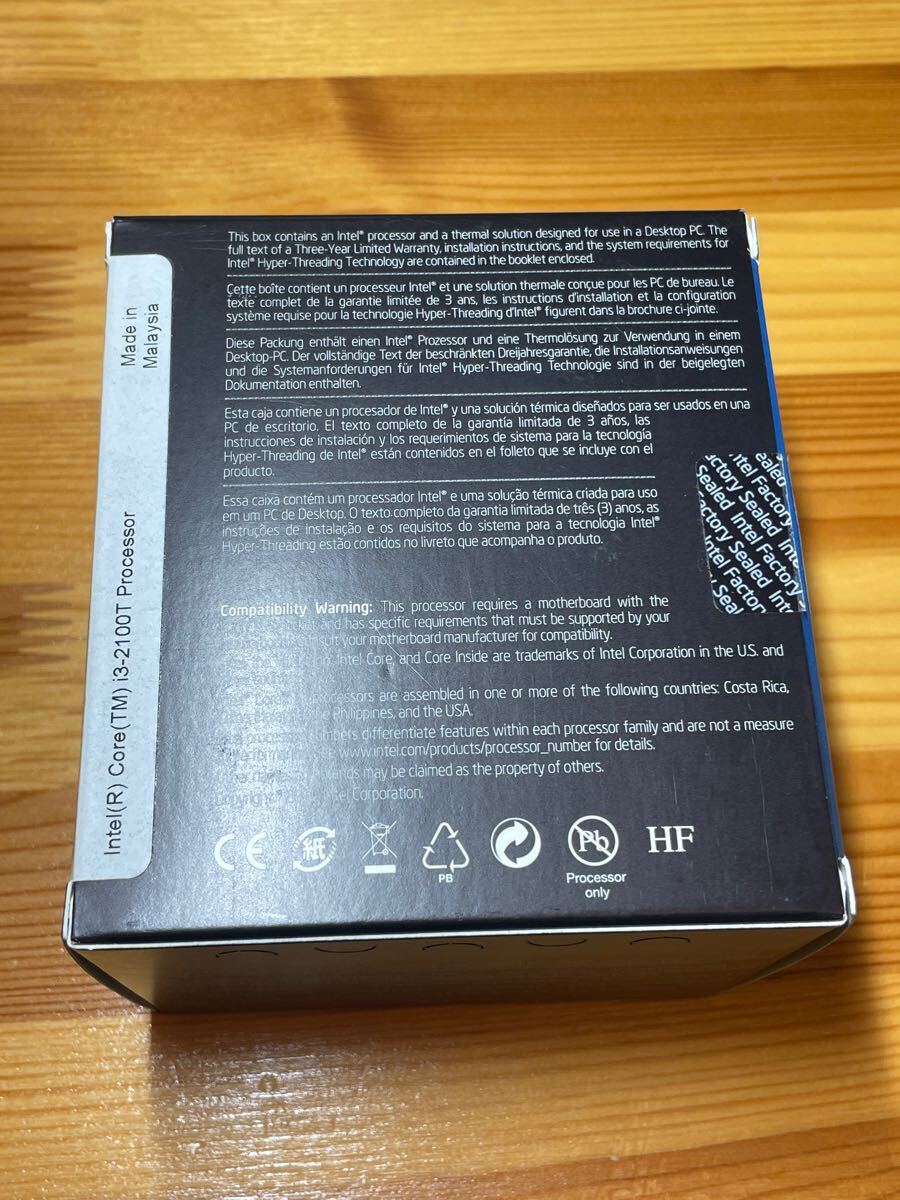 This box contains an Intel® processor and a thermal solution designed for use in a Desktop PC. The
full text of a Three-Year Limited Warranty, installation instructions, and the system requirements for
Intel® Hyper-Threading Technology are contained in the booklet enclosed.
Cette boîte contient un processeur Intel® et une solution thermale conçue pour les PC de bureau. Le
texte complet de la garantie limitée de 3 ans, les instructions d'installation et la configuration
système requise pour la technologie Hyper-Threading d'Intel® figurent dans la brochure ci-jointe.
Diese Packung enthält einen Intel® Prozessor und eine Thermolösung zur Verwendung in einem
Desktop-PC. Der vollständige Text der beschränkten Dreijahresgarantie, die Installationsanweisungen
und die Systemanforderungen für Intel® Hyper-Threading Technologie sind in der beigelegten
Dokumentation enthalten.
Esta caja contiene un procesador de Intel® y una solución térmica diseñados para ser usados en una
PC de escritorio. El texto completo de la garantía limitada de 3 años, las
instrucciones de instalación y los requerimientos de sistema para la tecnología
Hyper-Threading de Intel® están contenidos en el folleto que se incluye con el
producto.
Essa caixa contém um processador Intel® e uma solução térmica criada para uso
em um PC de Desktop. O texto completo da garantia limitada de três (3) anos, as
instruções de instalação e os requisitos do sistema para a tecnologia Intel®
Hyper-Threading estão contidos no livreto que acompanha o produto.
Compatibility Warning: This processor requires a motherboard with the
and has specific requirements that must be supported by your
your motherboard manufacturer for compatibility.
Intel Core, and Core Inside are trademarks of Intel Corporation in the U.S. and
are assembled in one or more of the following countries: Costa Rica,
Philippines, and the USA.
differentiate features within each processor family and are not a measure
www.intel.com/products/processor_number for details.
may be claimed as the property of others.
Intel Corporation.
CE
紙
PB
Pb
Processor
only
HF
Made in
Malaysia
Intel(R) Core(TM) i3-2100T Processor
Intel Factory
Sealed Intel Factory
Factory Sealed